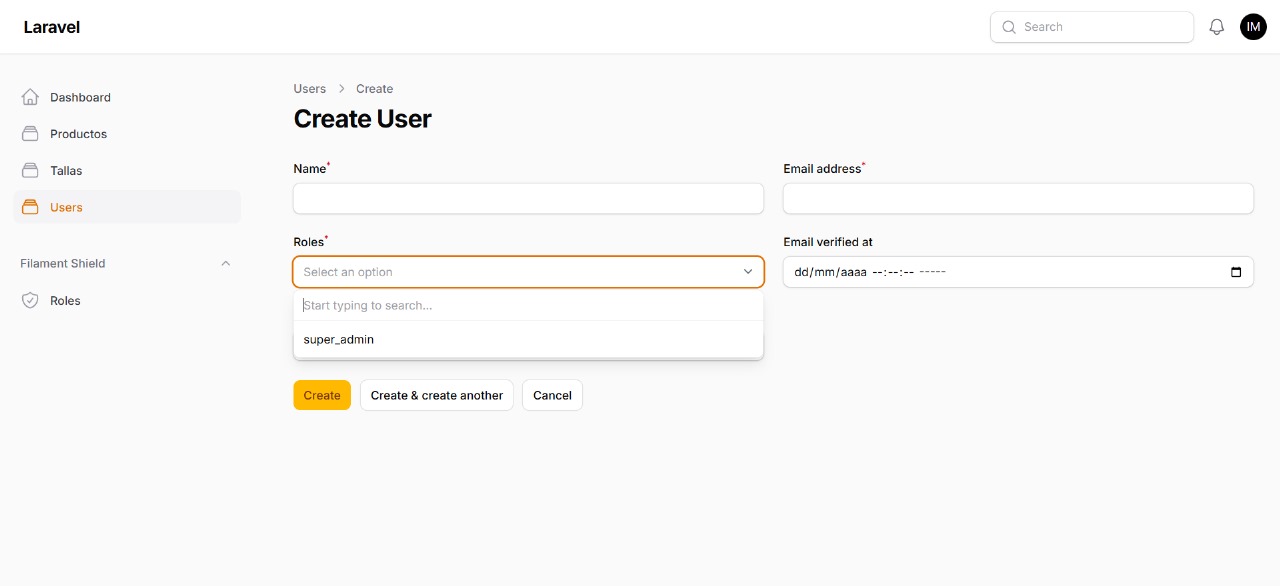 Laravel
Search
IM
Dashboard
Productos
Tallas
Users
Filament Shield
Roles
Users > Create
Create User
Name*
Email address*
Roles*
Email verified at
Select an option
dd/mm/aaaa --:--:-- -----
Start typing to search...
super_admin
Create
Create & create another
Cancel